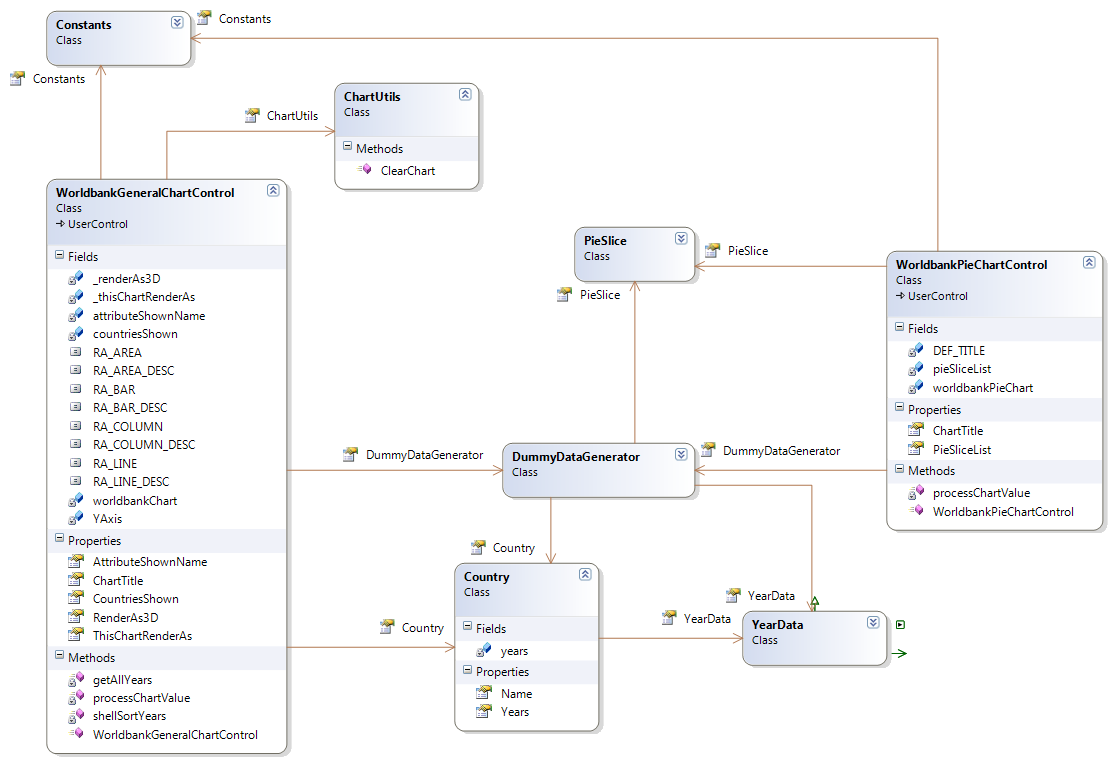 Constants
Class
Constants
Constants
ChartUtils
ChartUtils
Class
Methods
ClearChart
WorldbankGeneralChartControl
Class
UserControl
Fields
_renderAs3D
_thisChartRenderAs
attributeShownName
countriesShown
RA_AREA
RA_AREA_DESC
RA_BAR
RA_BAR_DESC
RA_COLUMN
RA_COLUMN_DESC
RA_LINE
RA_LINE_DESC
worldbankChart
YAxis
Properties
AttributeShownName
ChartTitle
CountriesShown
RenderAs3D
ThisChartRenderAs
Methods
getAllYears
processChartValue
shellSortYears
WorldbankGeneralChartControl
PieSlice
Class
PieSlice
PieSlice
WorldbankPieChartControl
Class
UserControl
Fields
DEF_TITLE
pieSliceList
worldbankPieChart
Properties
ChartTitle
PieSliceList
Methods
processChartValue
WorldbankPieChartControl
DummyDataGenerator
DummyDataGenerator
Class
DummyDataGenerator
Country
Country
Country
Class
Fields
years
Properties
Name
Years
YearData
YearData
YearData
Class